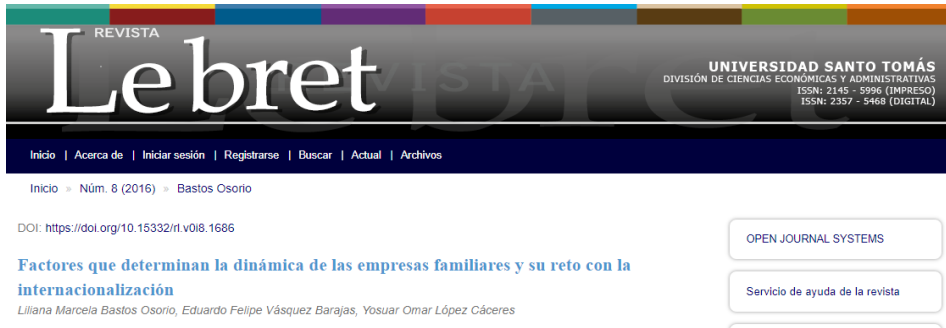 REVISTA
Lebret
REVISTA
Lebret
UNIVERSIDAD SANTO TOMÁS
DIVISIÓN DE CIENCIAS ECONÓMICAS Y ADMINISTRATIVAS
ISSN: 2145 - 5996 (IMPRESO)
ISSN: 2357 - 5468 (DIGITAL)
Inicio | Acerca de | Iniciar sesión | Registrarse | Buscar | Actual | Archivos
Inicio » Núm. 8 (2016) » Bastos Osorio
DOI: https://doi.org/10.15332/rl.v0i8.1686
Factores que determinan la dinámica de las empresas familiares y su reto con la
internacionalización
Liliana Marcela Bastos Osorio, Eduardo Felipe Vásquez Barajas, Yosuar Omar López Cáceres
OPEN JOURNAL SYSTEMS
Servicio de ayuda de la revista